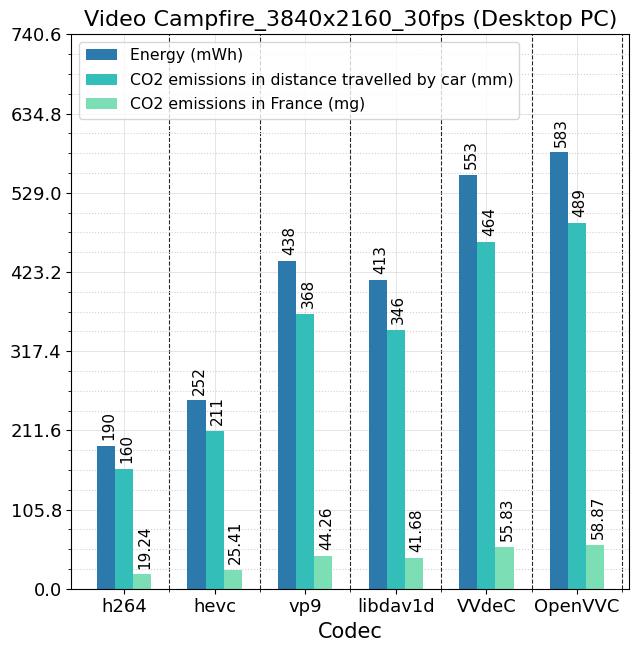 Video Campfire_3840x2160_30fps (Desktop PC)
740.6
634.8
529.0
423.2
317.4
211.6
105.8
0.0
Energy (mWh)
CO2 emissions in distance travelled by car (mm)
CO2 emissions in France (mg)
190
160
19.24
252
211
25.41
438
368
44.26
413
346
41.68
553
464
55.83
583
489
58.87
h264
hevc
vp9
libdav1d
VVdeC
OpenVVC
Codec